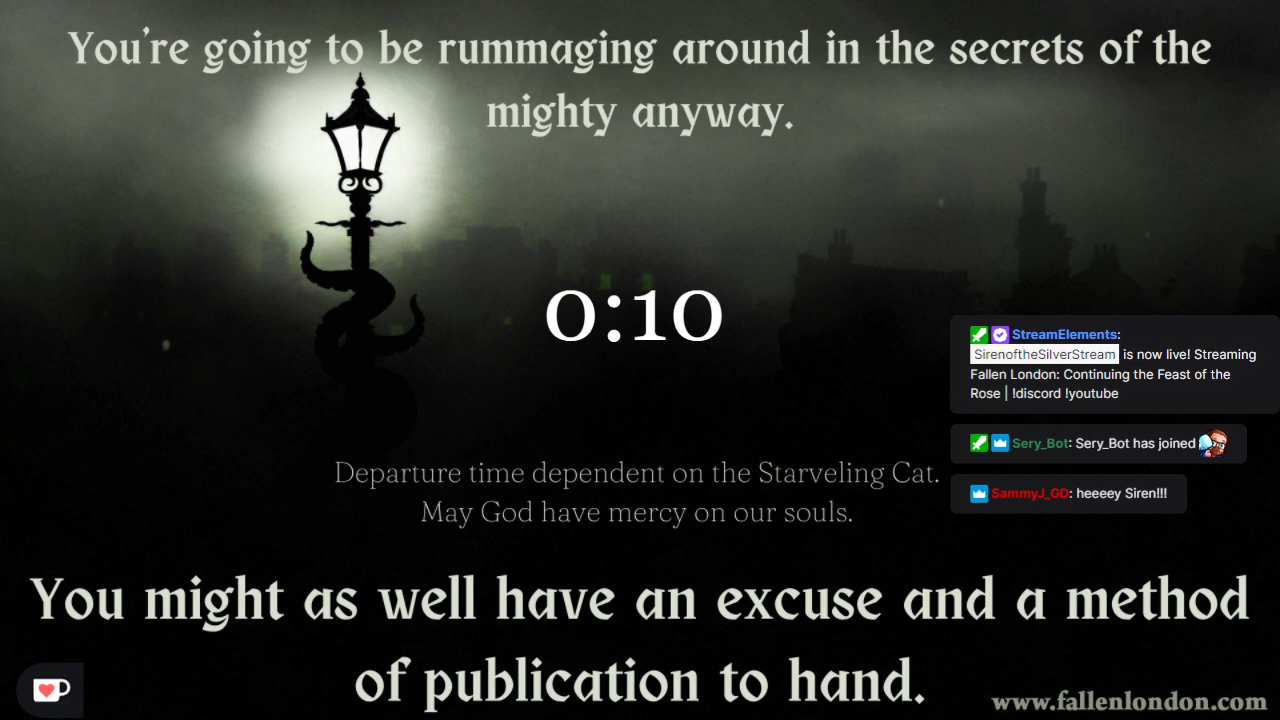 You're going to be rummaging around in the secrets of the
mighty anyway.
0:10
StreamElements:
SirenoftheSilverStream is now live! Streaming
Fallen London: Continuing the Feast of the
Rose | !discord !youtube
Sery_Bot: Sery_Bot has joined
SammyJ_GD: heeeey Siren!!!
Departure time dependent on the Starveling Cat.
May God have mercy on our souls.
You might as well have an excuse and a method
of publication to hand.
www.fallenlondon.com